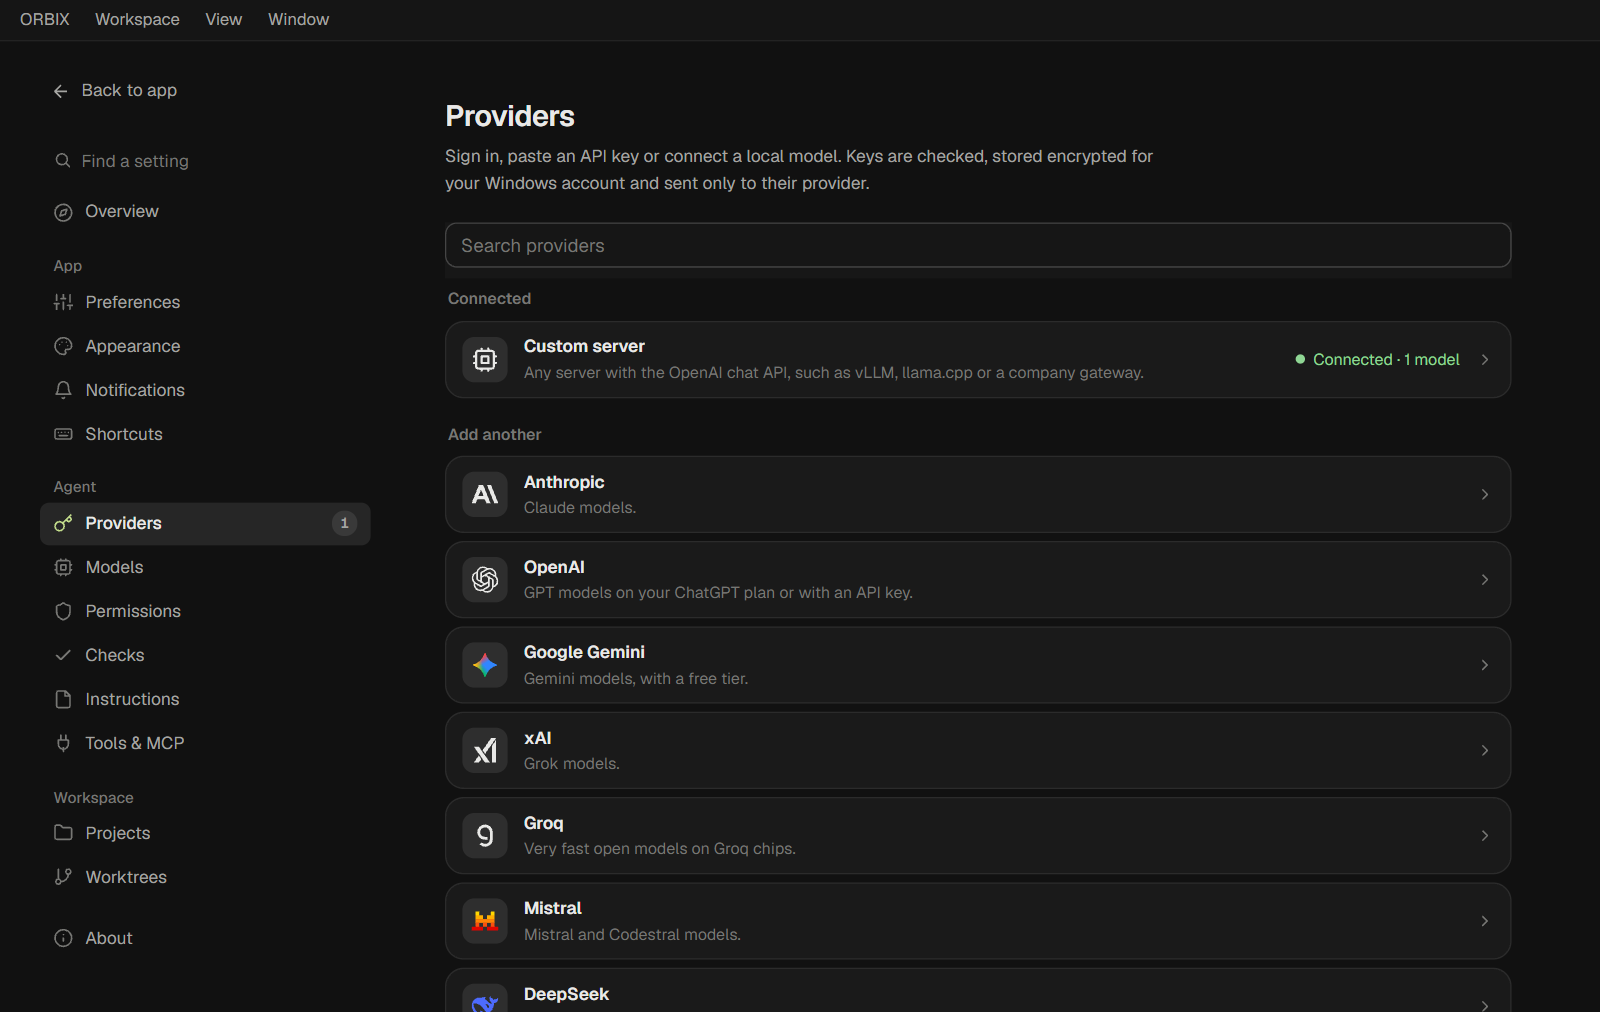 ORBIX Workspace View Window
Back to app
Find a setting
Overview
App
Preferences
Appearance
Notifications
Shortcuts
Agent
Providers 1
Models
Permissions
Checks
Instructions
Tools & MCP
Workspace
Projects
Worktrees
About
Providers
Sign in, paste an API key or connect a local model. Keys are checked, stored encrypted for
your Windows account and sent only to their provider.
Search providers
Connected
Custom server
Any server with the OpenAI chat API, such as vLLM, llama.cpp or a company gateway.
Connected · 1 model
Add another
Anthropic
Claude models.
OpenAI
GPT models on your ChatGPT plan or with an API key.
Google Gemini
Gemini models, with a free tier.
xAI
Grok models.
Groq
Very fast open models on Groq chips.
Mistral
Mistral and Codestral models.
DeepSeek